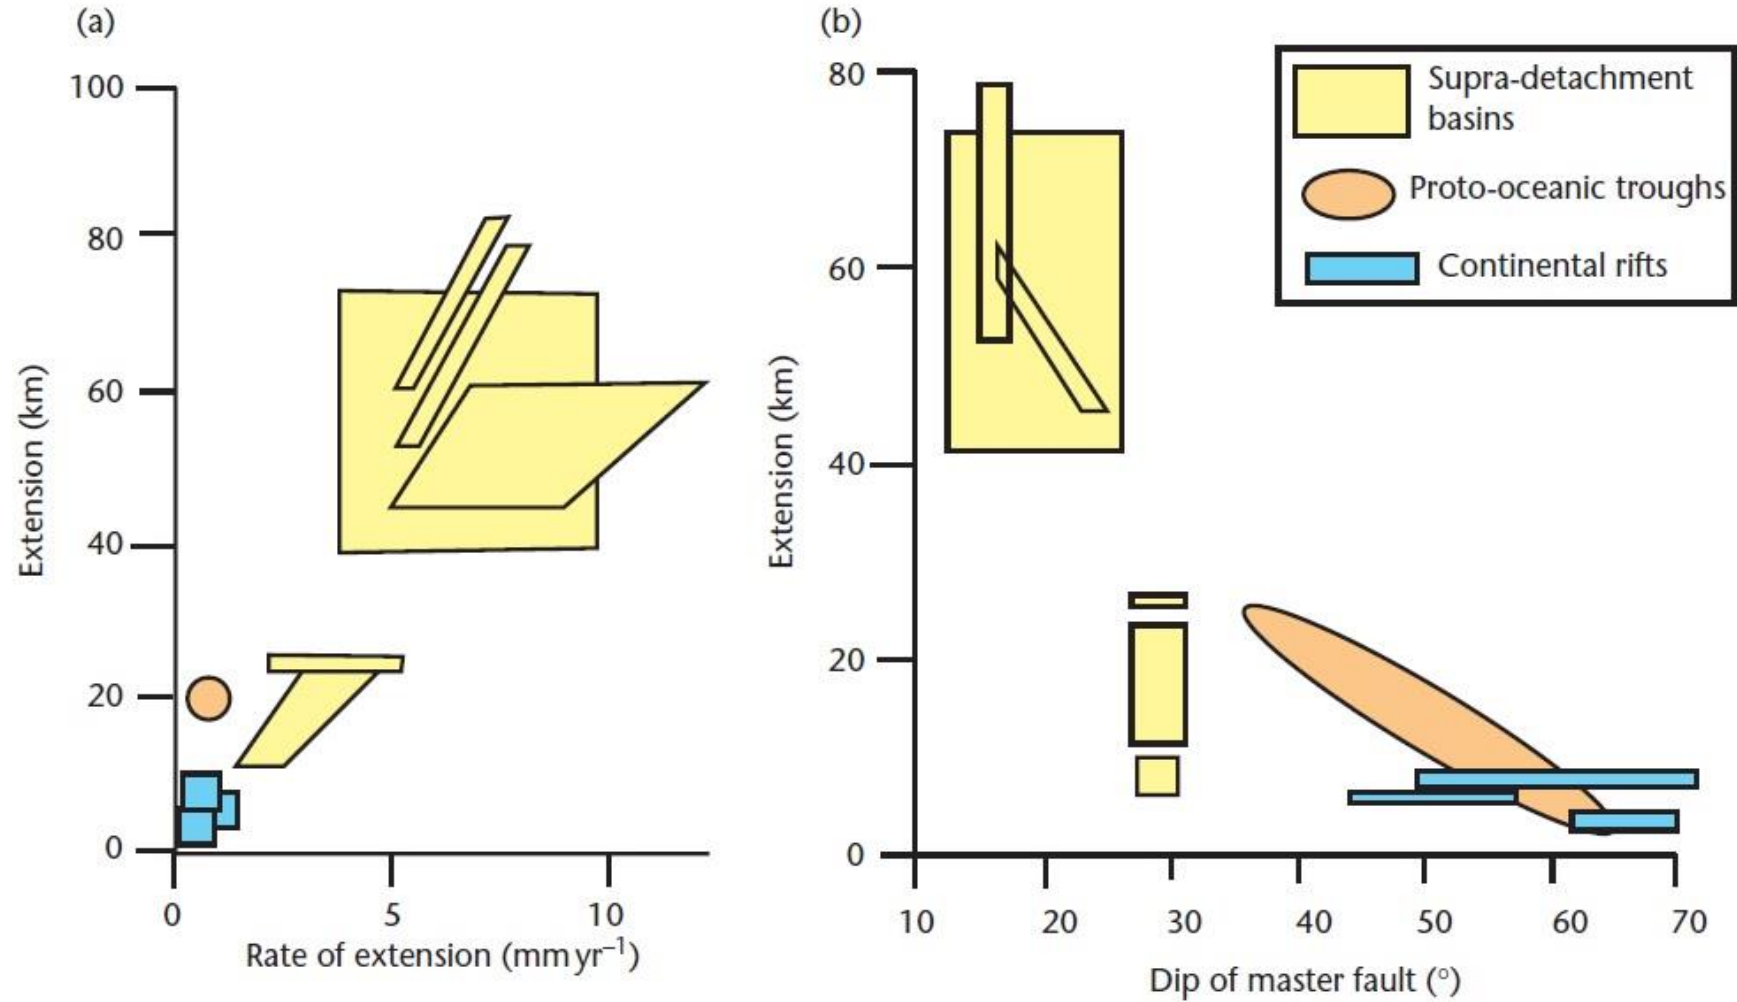 (a)
100
80
60
40
20
0
Extension (km)
0 5 10
Rate of extension (mm yr⁻¹)
(b)
80
60
40
20
0
Extension (km)
10 20 30 40 50 60 70
Dip of master fault (°)
Supra-detachment
basins
Proto-oceanic troughs
Continental rifts